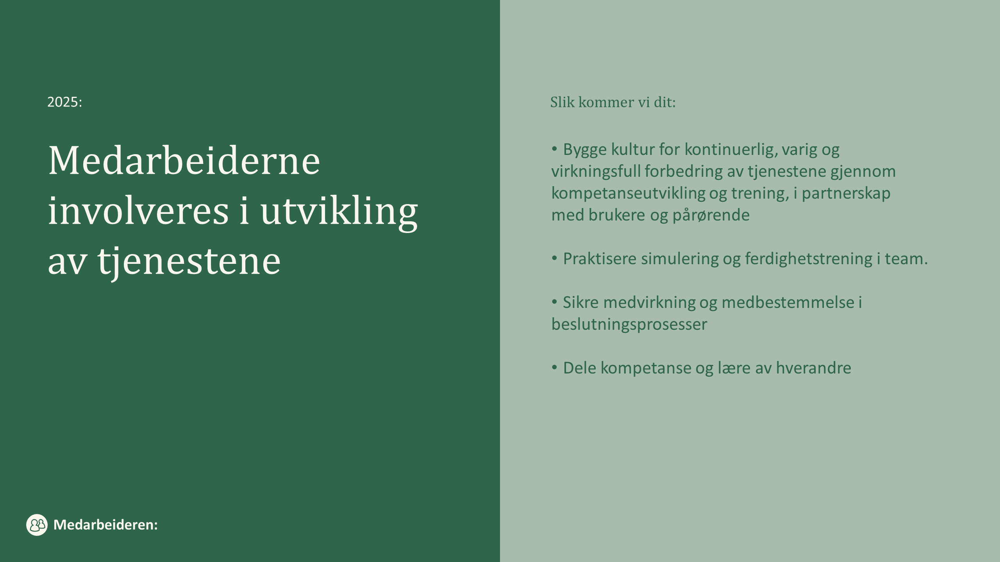 2025:
Medarbeiderne
involveres i utvikling
av tjenestene
Medarbeideren:
Slik kommer vi dit:
• Bygge kultur for kontinuerlig, varig og
virkningsfull forbedring av tjenestene gjennom
kompetanseutvikling og trening, i partnerskap
med brukere og pårørende
• Praktisere simulering og ferdighetstrening i team.
• Sikre medvirkning og medbestemmelse i
beslutningsprosesser
• Dele kompetanse og lære av hverandre